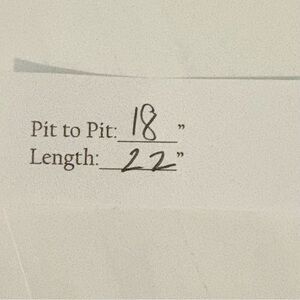 Pit to Pit: 18"
Length: 22"